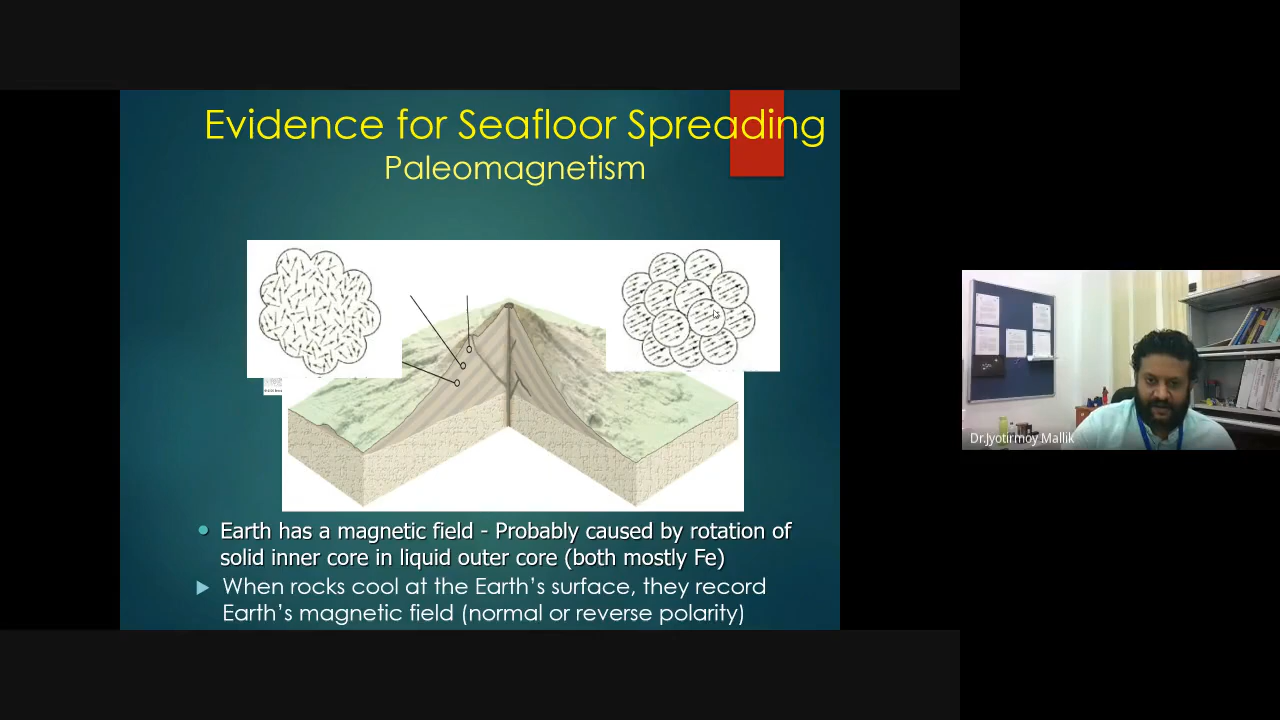 Evidence for Seafloor Spreading
Paleomagnetism
Earth has a magnetic field - Probably caused by rotation of
solid inner core in liquid outer core (both mostly Fe)
When rocks cool at the Earth's surface, they record
Earth's magnetic field (normal or reverse polarity)
Dr.Jyotirmoy Mallik